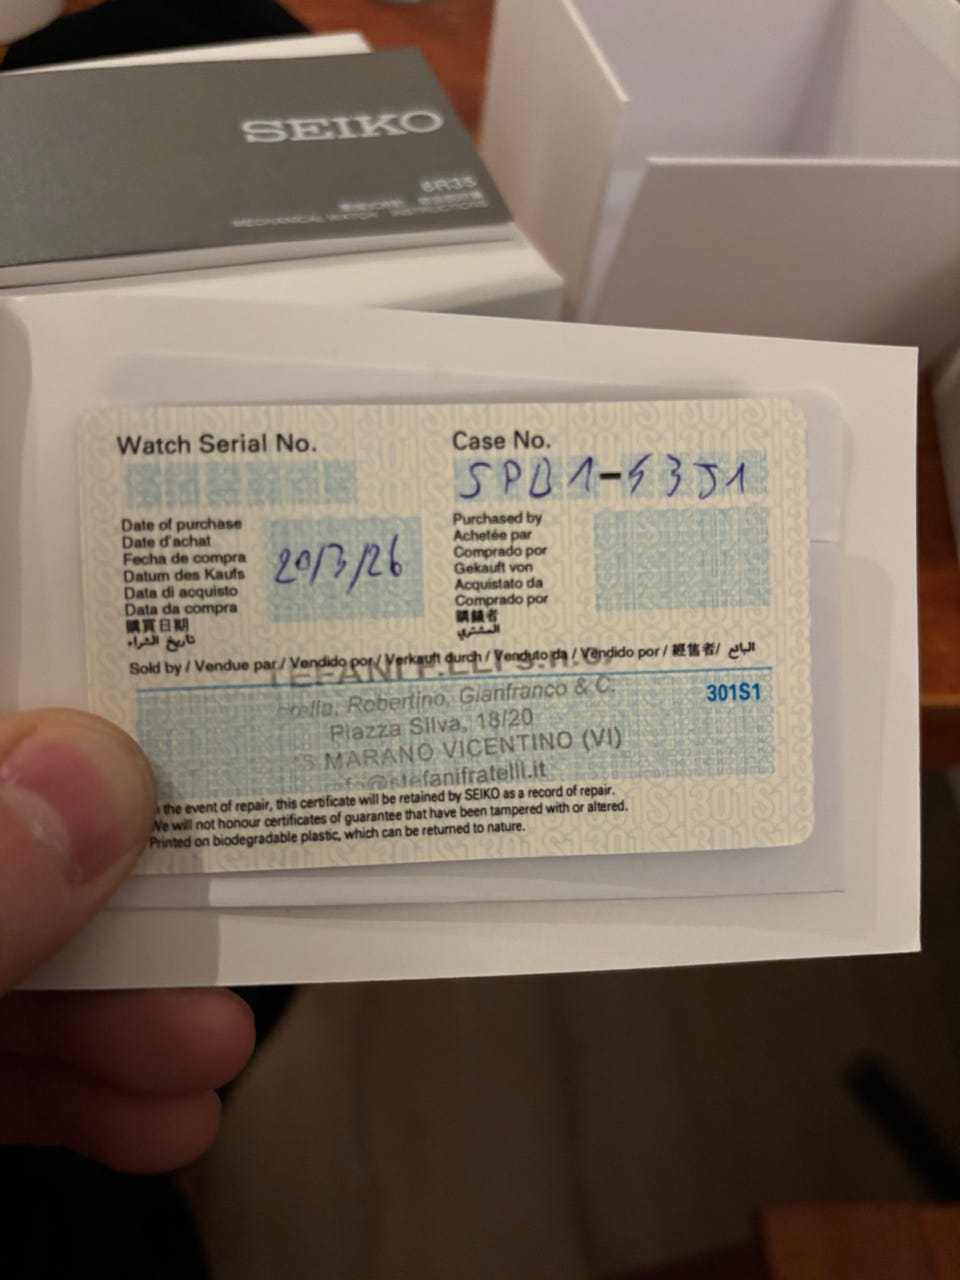 SEIKO
6R35
MECHANICAL WATCH INSTRUCTIONS
Watch Serial No.
Case No.
SPB1-53J1
Date of purchase
Date d'achat
Fecha de compra
Datum des Kaufs
Data di acquisto
Data da compra
購買日期
تاريخ الشراء
20/3/26
Purchased by
Achetée par
Comprado por
Gekauft von
Acquistato da
Comprado por
購錶者
المشتري
Sold by / Vendue par / Vendido por / Verkauft durch / Venduto da / Vendido por / 經售者 / البائع
TEFANI F.LLI S.n.c.
Robertino, Gianfranco & C.
301S1
Piazza Silva, 18/20
MARANO VICENTINO (VI)
@stefanifratelli.it
the event of repair, this certificate will be retained by SEIKO as a record of repair.
We will not honour certificates of guarantee that have been tampered with or altered.
Printed on biodegradable plastic, which can be returned to nature.